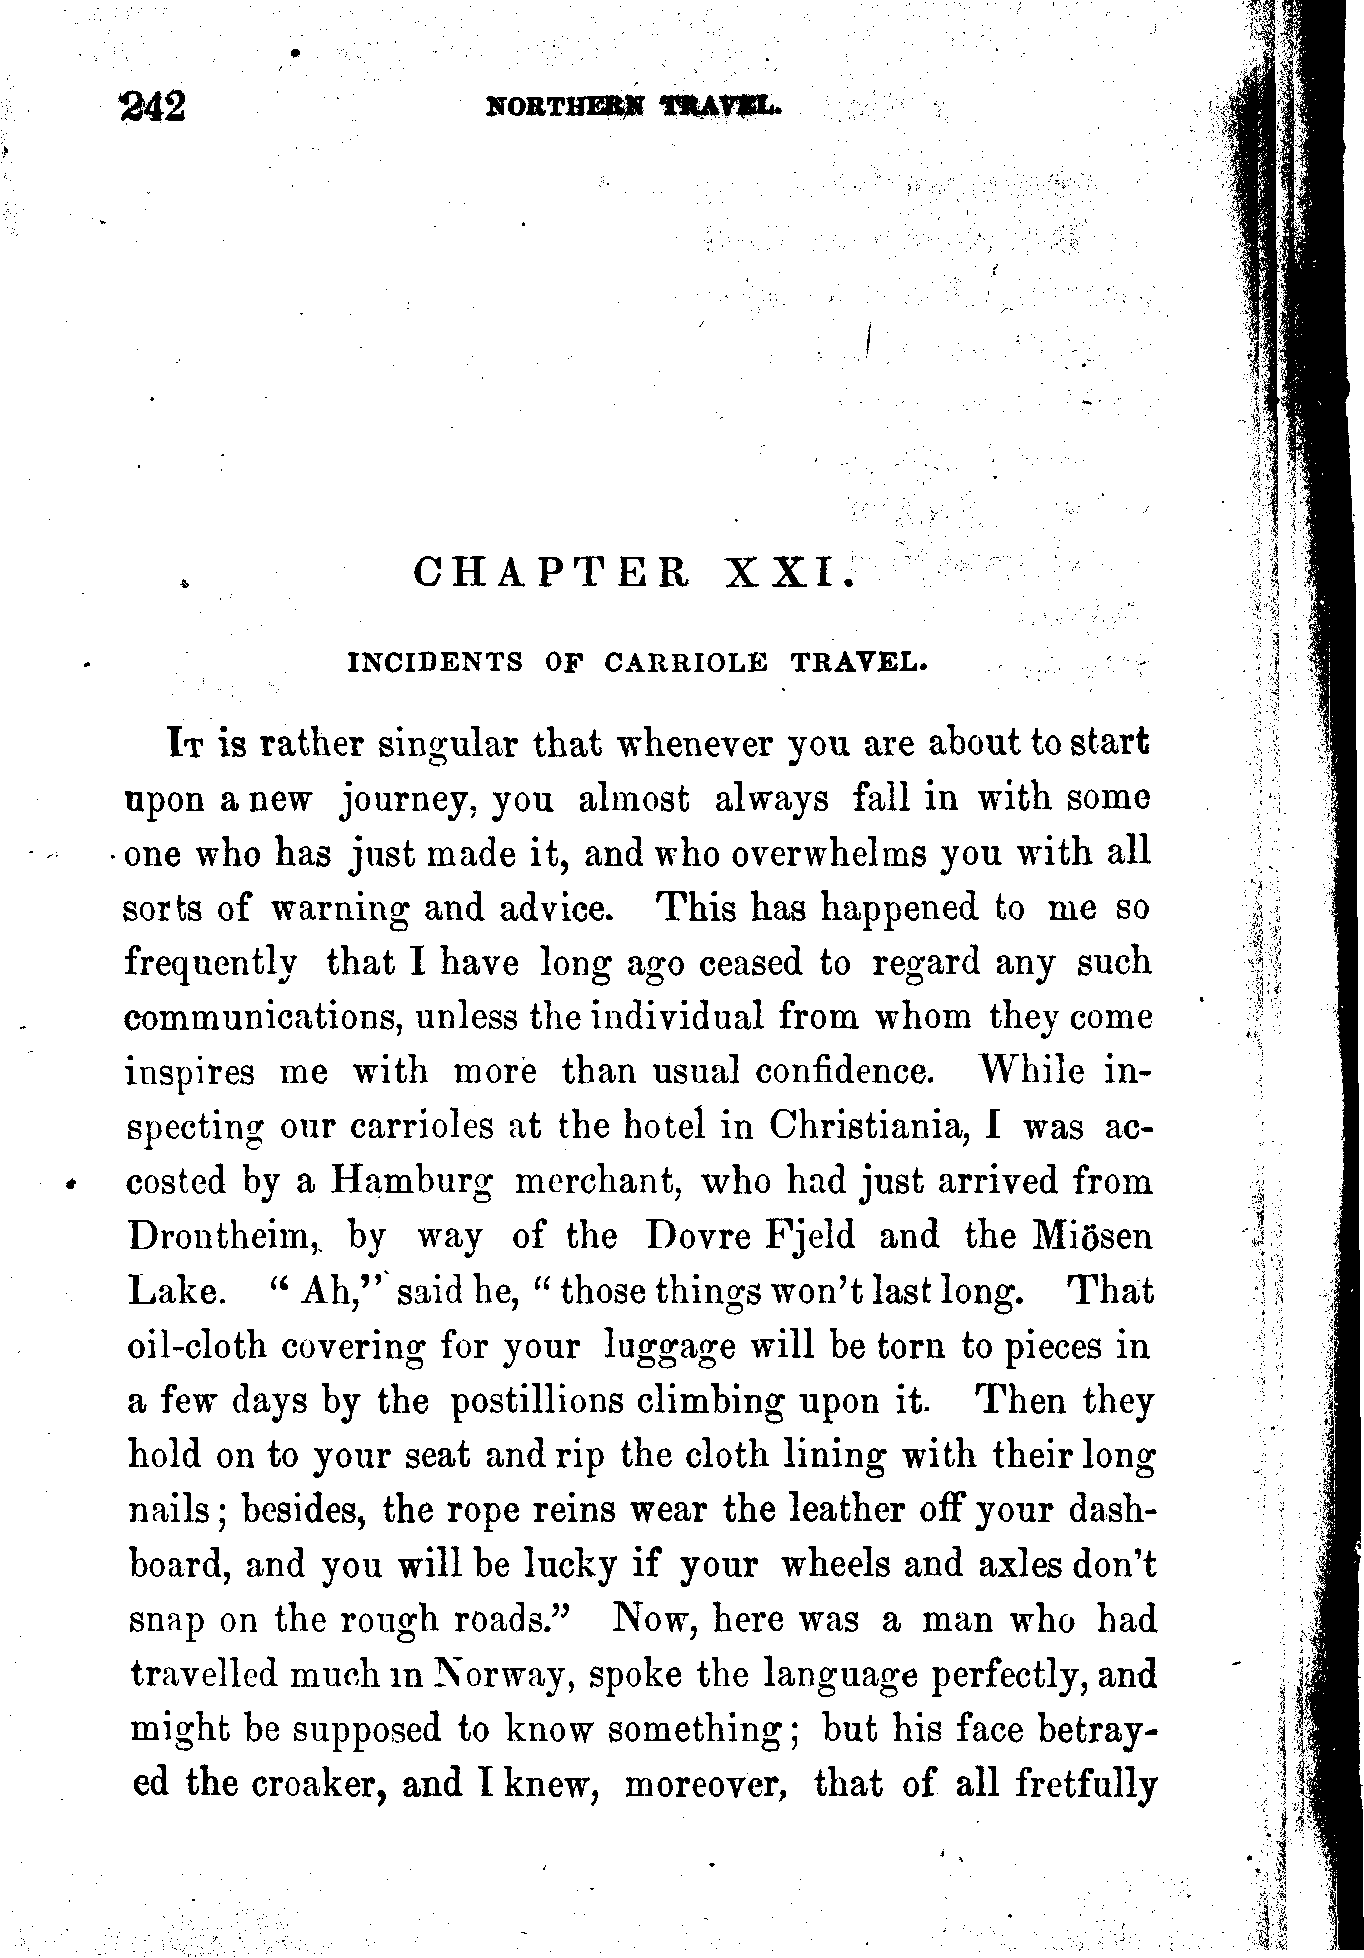 242 NORTHERN TRAVEL.
CHAPTER XXI.
INCIDENTS OF CARRIOLE TRAVEL.
It is rather singular that whenever you are about to start
upon a new journey, you almost always fall in with some
one who has just made it, and who overwhelms you with all
sorts of warning and advice. This has happened to me so
frequently that I have long ago ceased to regard any such
communications, unless the individual from whom they come
inspires me with more than usual confidence. While in-
specting our carrioles at the hotel in Christiania, I was ac-
costed by a Hamburg merchant, who had just arrived from
Drontheim, by way of the Dovre Fjeld and the Miösen
Lake. “ Ah,” said he, “ those things won’t last long. That
oil-cloth covering for your luggage will be torn to pieces in
a few days by the postillions climbing upon it. Then they
hold on to your seat and rip the cloth lining with their long
nails; besides, the rope reins wear the leather off your dash-
board, and you will be lucky if your wheels and axles don’t
snap on the rough roads.” Now, here was a man who had
travelled much in Norway, spoke the language perfectly, and
might be supposed to know something; but his face betray-
ed the croaker, and I knew, moreover, that of all fretfully